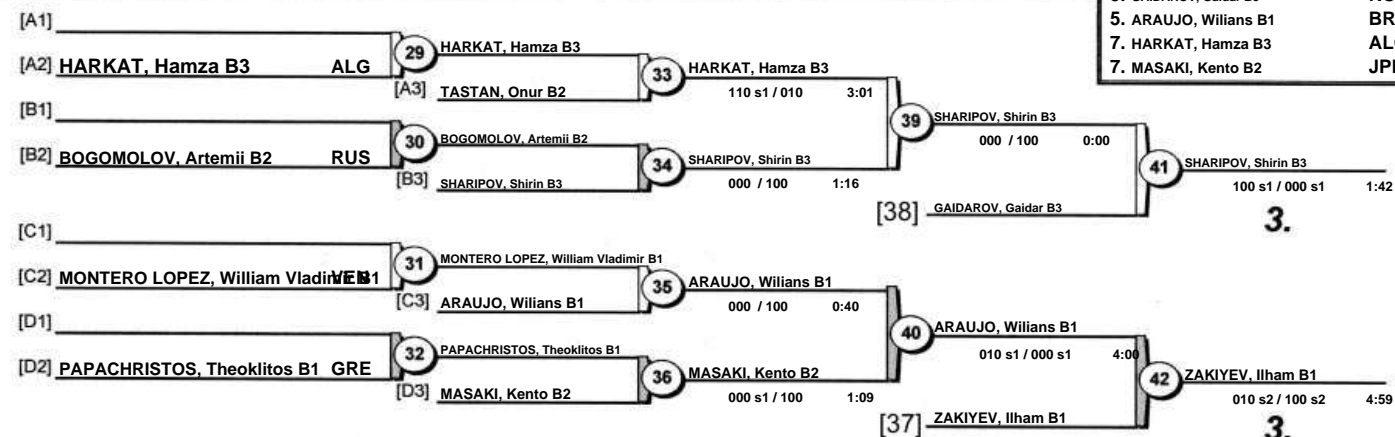 5. ARAUJO, Wilians B1 BR
7. HARKAT, Hamza B3
7. MASAKI, Kento B2
[A1]
[A2] HARKAT, Hamza B3 ALG
29
HARKAT, Hamza B3
[A3] TASTAN, Onur B2
33
HARKAT, Hamza B3
110 s1 / 010 3:01
[B1]
[B2] BOGOMOLOV, Artemii B2 RUS
30
BOGOMOLOV, Artemii B2
[B3] SHARIPOV, Shirin B3
34
SHARIPOV, Shirin B3
000 / 100 1:16
39
SHARIPOV, Shirin B3
000 / 100 0:00
[38] GAIDAROV, Gaidar B3
41
SHARIPOV, Shirin B3
100 s1 / 000 s1 1:42
3.
[C1]
[C2] MONTERO LOPEZ, William Vladimir B1 VEN
31
MONTERO LOPEZ, William Vladimir B1
[C3] ARAUJO, Wilians B1
35
ARAUJO, Wilians B1
000 / 100 0:40
[D1]
[D2] PAPACHRISTOS, Theoklitos B1 GRE
32
PAPACHRISTOS, Theoklitos B1
[D3] MASAKI, Kento B2
36
MASAKI, Kento B2
000 s1 / 100 1:09
40
ARAUJO, Wilians B1
010 s1 / 000 s1 4:00
[37] ZAKIYEV, Ilham B1
42
ZAKIYEV, Ilham B1
010 s2 / 100 s2 4:59
3.